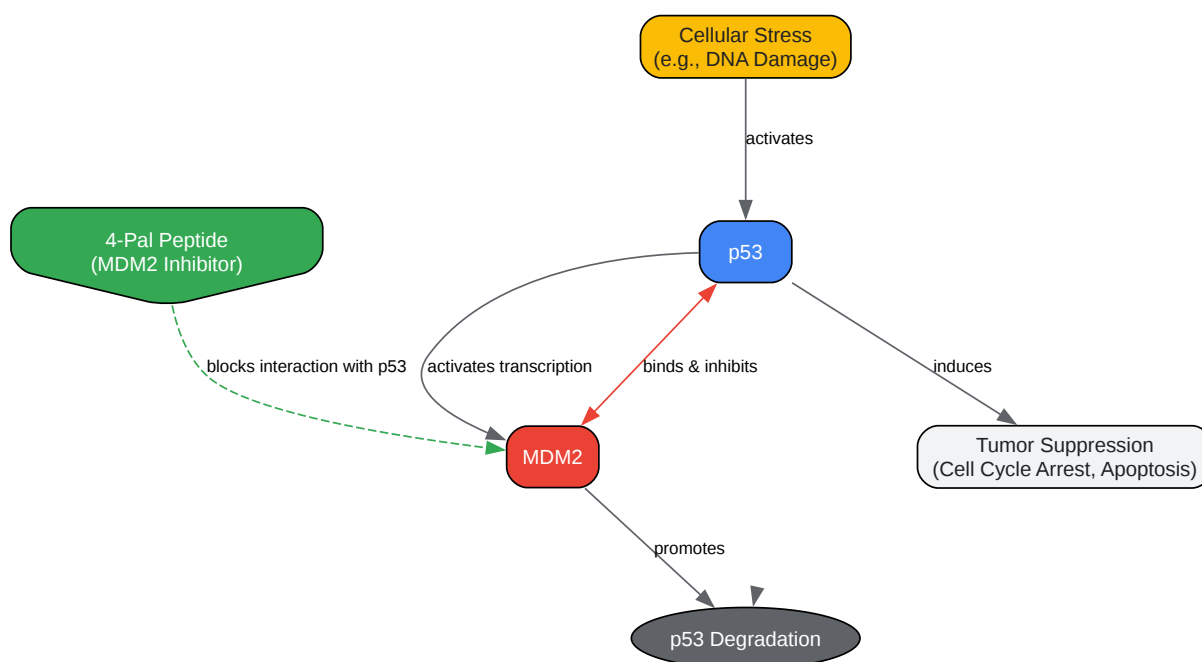 Cellular Stress
(e.g., DNA Damage)
activates
4-Pal Peptide
(MDM2 Inhibitor)
p53
blocks interaction with p53
activates transcription
binds & inhibits
induces
MDM2
Tumor Suppression
(Cell Cycle Arrest, Apoptosis)
promotes
p53 Degradation